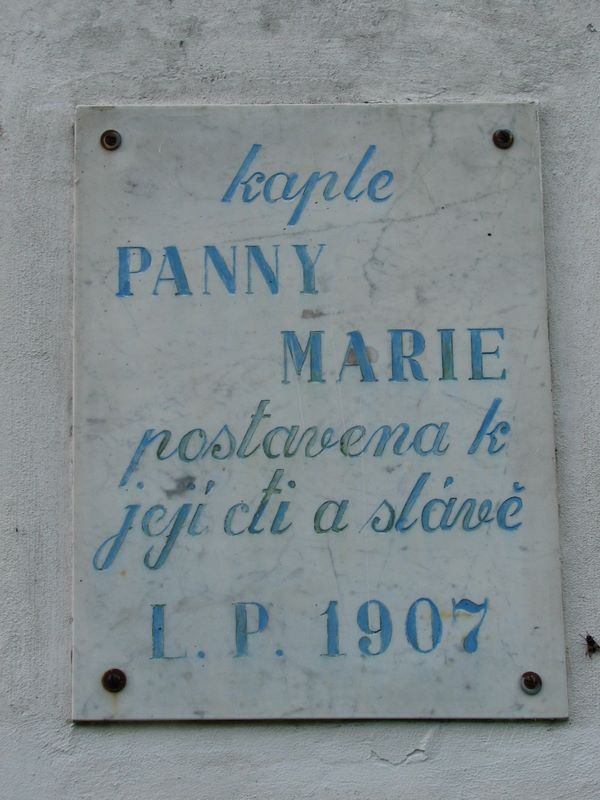 kaple
PANNY
MARIE
postavena k
její cti a slávě
L. P. 1907